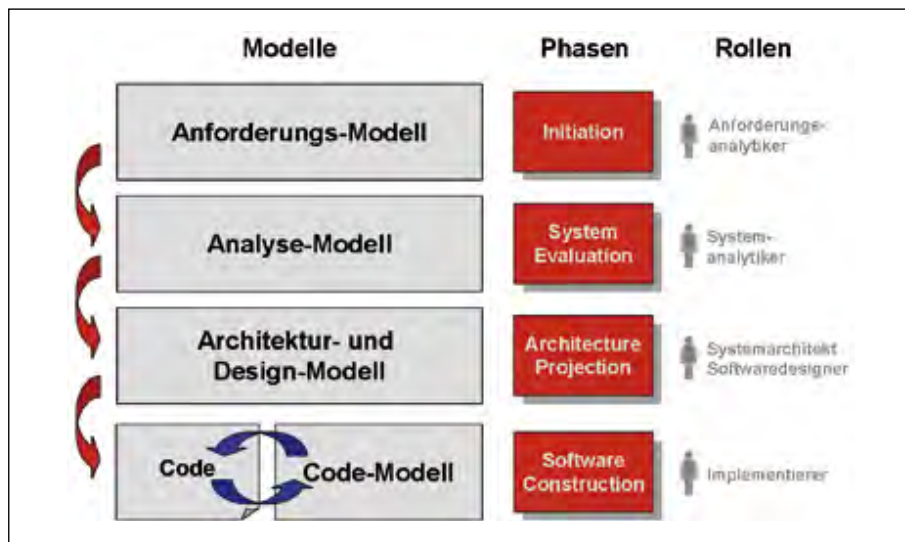 Modelle
Phasen
Rollen
Anforderungs-Modell
Initiation
Anforderungs-
analytiker
Analyse-Modell
System
Evaluation
System-
analytiker
Architektur- und
Design-Modell
Architecture
Projection
Systemarchitekt
Softwaredesigner
Code
Code-Modell
Software
Construction
Implementierer